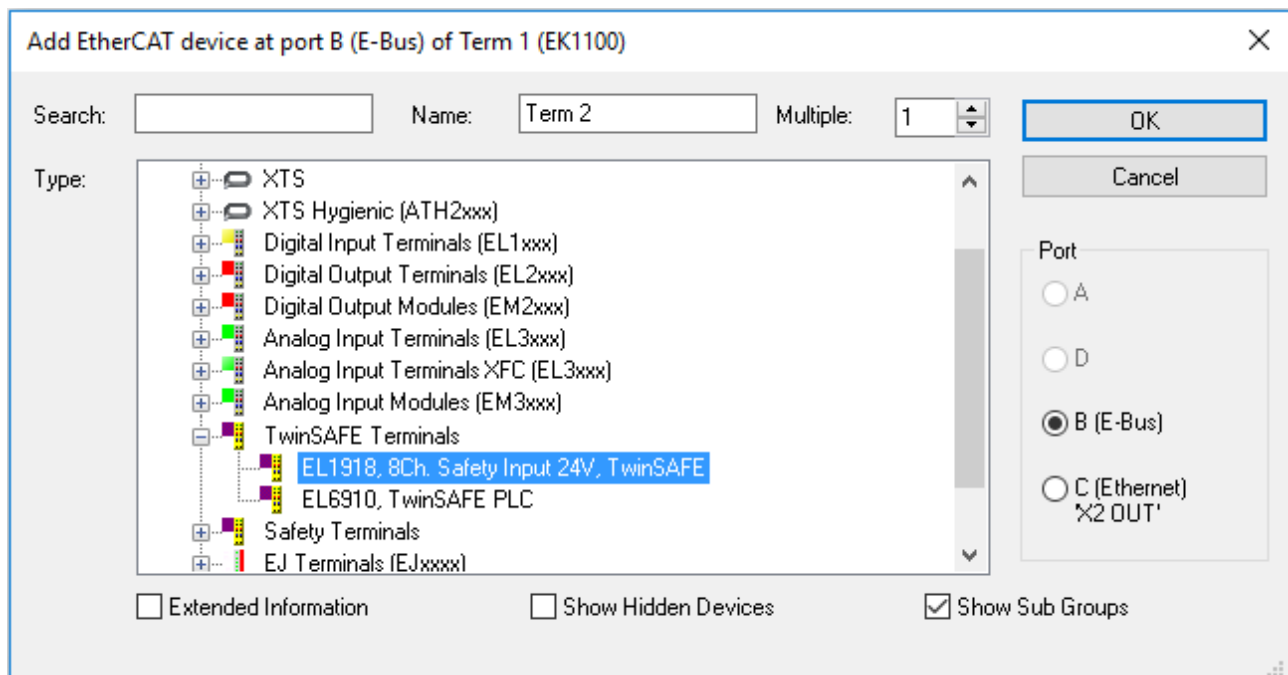 Add EtherCAT device at port B (E-Bus) of Term 1 (EK1100)
Search:
Name:
Term 2
Multiple:
1
OK
Type:
Cancel
XTS
XTS Hygienic (ATH2xxx)
Digital Input Terminals (EL1xxx)
Digital Output Terminals (EL2xxx)
Digital Output Modules (EM2xxx)
Analog Input Terminals (EL3xxx)
Analog Input Terminals XFC (EL3xxx)
Analog Input Modules (EM3xxx)
TwinSAFE Terminals
EL1918, 8Ch. Safety Input 24V, TwinSAFE
EL6910, TwinSAFE PLC
Safety Terminals
EJ Terminals (EJxxxx)
Port
A
D
B (E-Bus)
C (Ethernet)
'X2 OUT'
Extended Information
Show Hidden Devices
Show Sub Groups